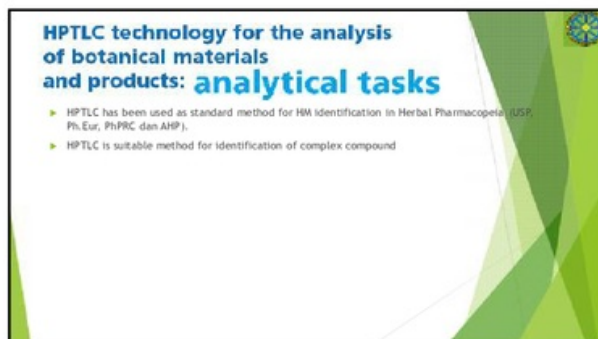 HPTLC technology for the analysis
of botanical materials
and products: analytical tasks
HPTLC has been used as standard method for HM identification in Herbal Pharmacopeia (USP,
Ph.Eur, PhPRC dan AHP).
HPTLC is suitable method for identification of complex compound